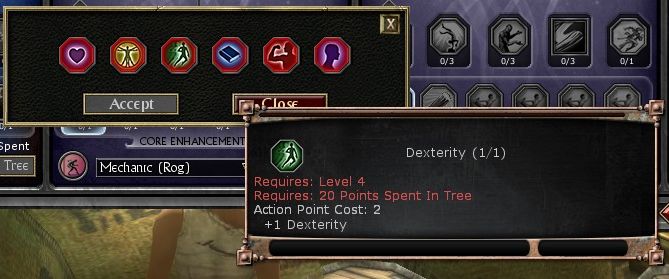 X
0/3 0/3 0/3 0/1
Accept Close
Spent
CORE ENHANCEMENT
Tree Mechanic (Rog)
Dexterity (1/1)
Requires: Level 4
Requires: 20 Points Spent In Tree
Action Point Cost: 2
+1 Dexterity